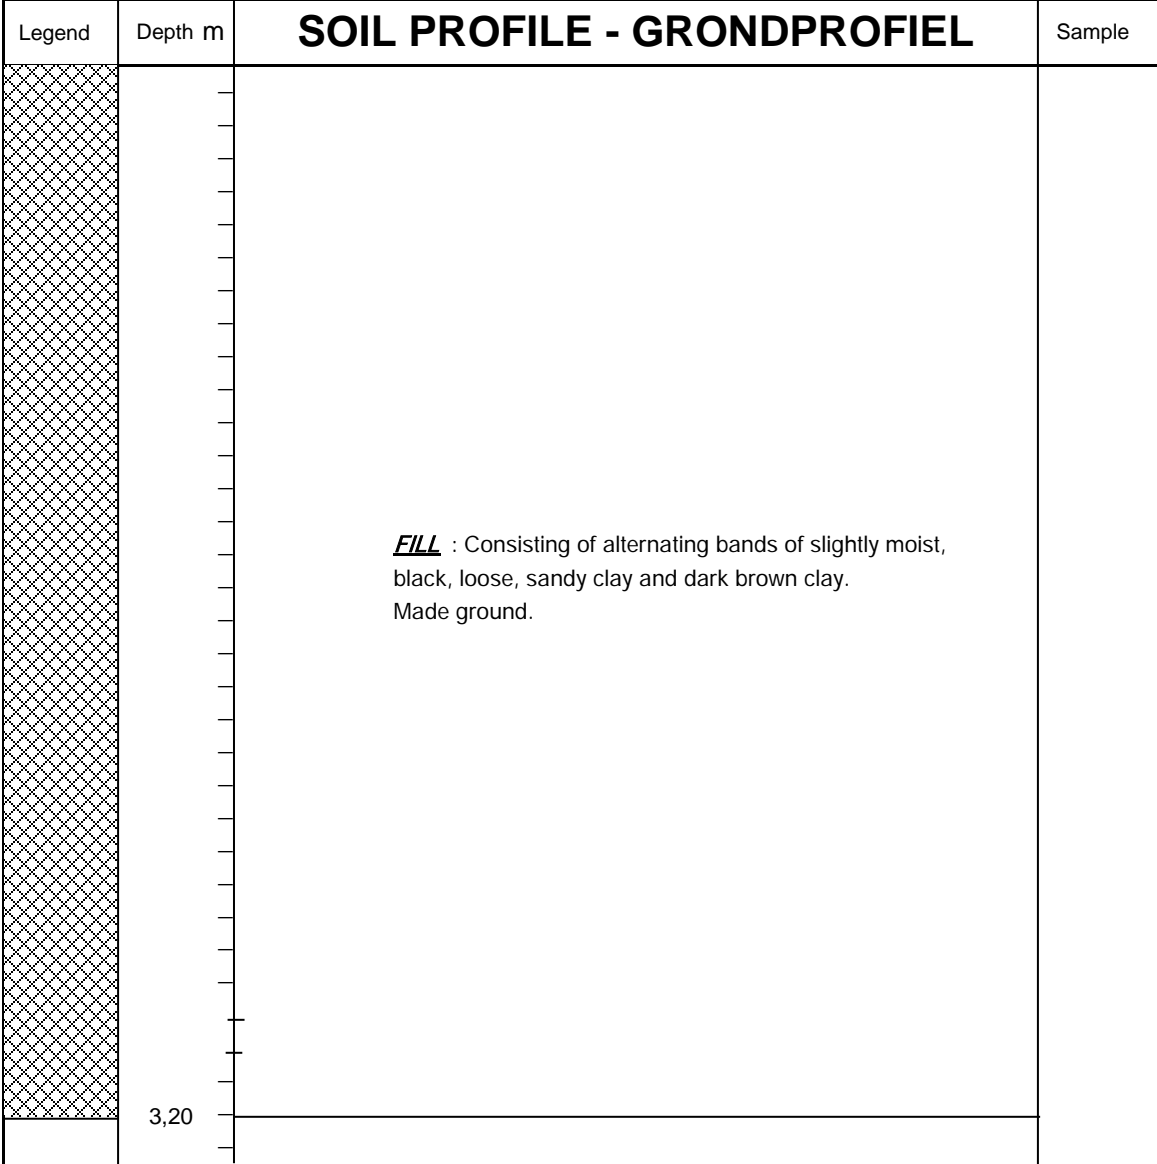 Legend
Depth m
SOIL PROFILE - GRONDPROFIEL
Sample
FILL : Consisting of alternating bands of slightly moist,
black, loose, sandy clay and dark brown clay.
Made ground.
3,20